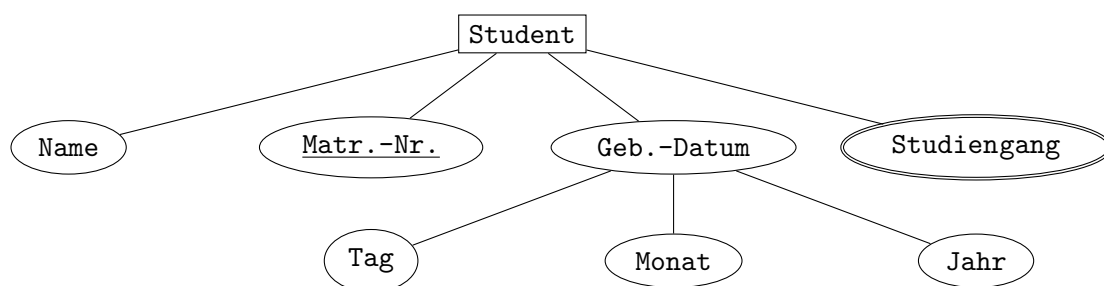 Student
Name
Matr.-Nr.
Geb.-Datum
Studiengang
Tag
Monat
Jahr